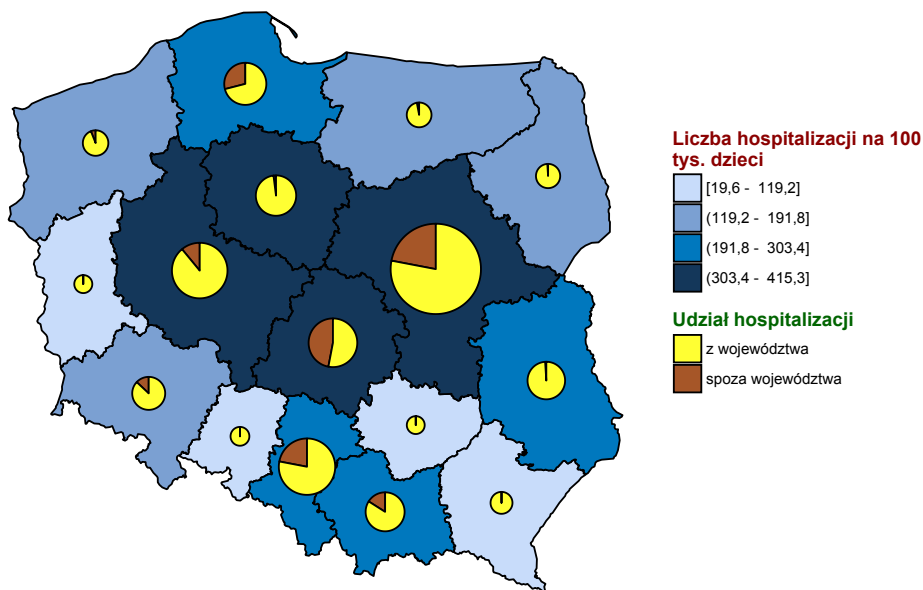 Liczba hospitalizacji na 100
tys. dzieci
[19,6 - 119,2]
(119,2 - 191,8]
(191,8 - 303,4]
(303,4 - 415,3]
Udział hospitalizacji
z województwa
spoza województwa